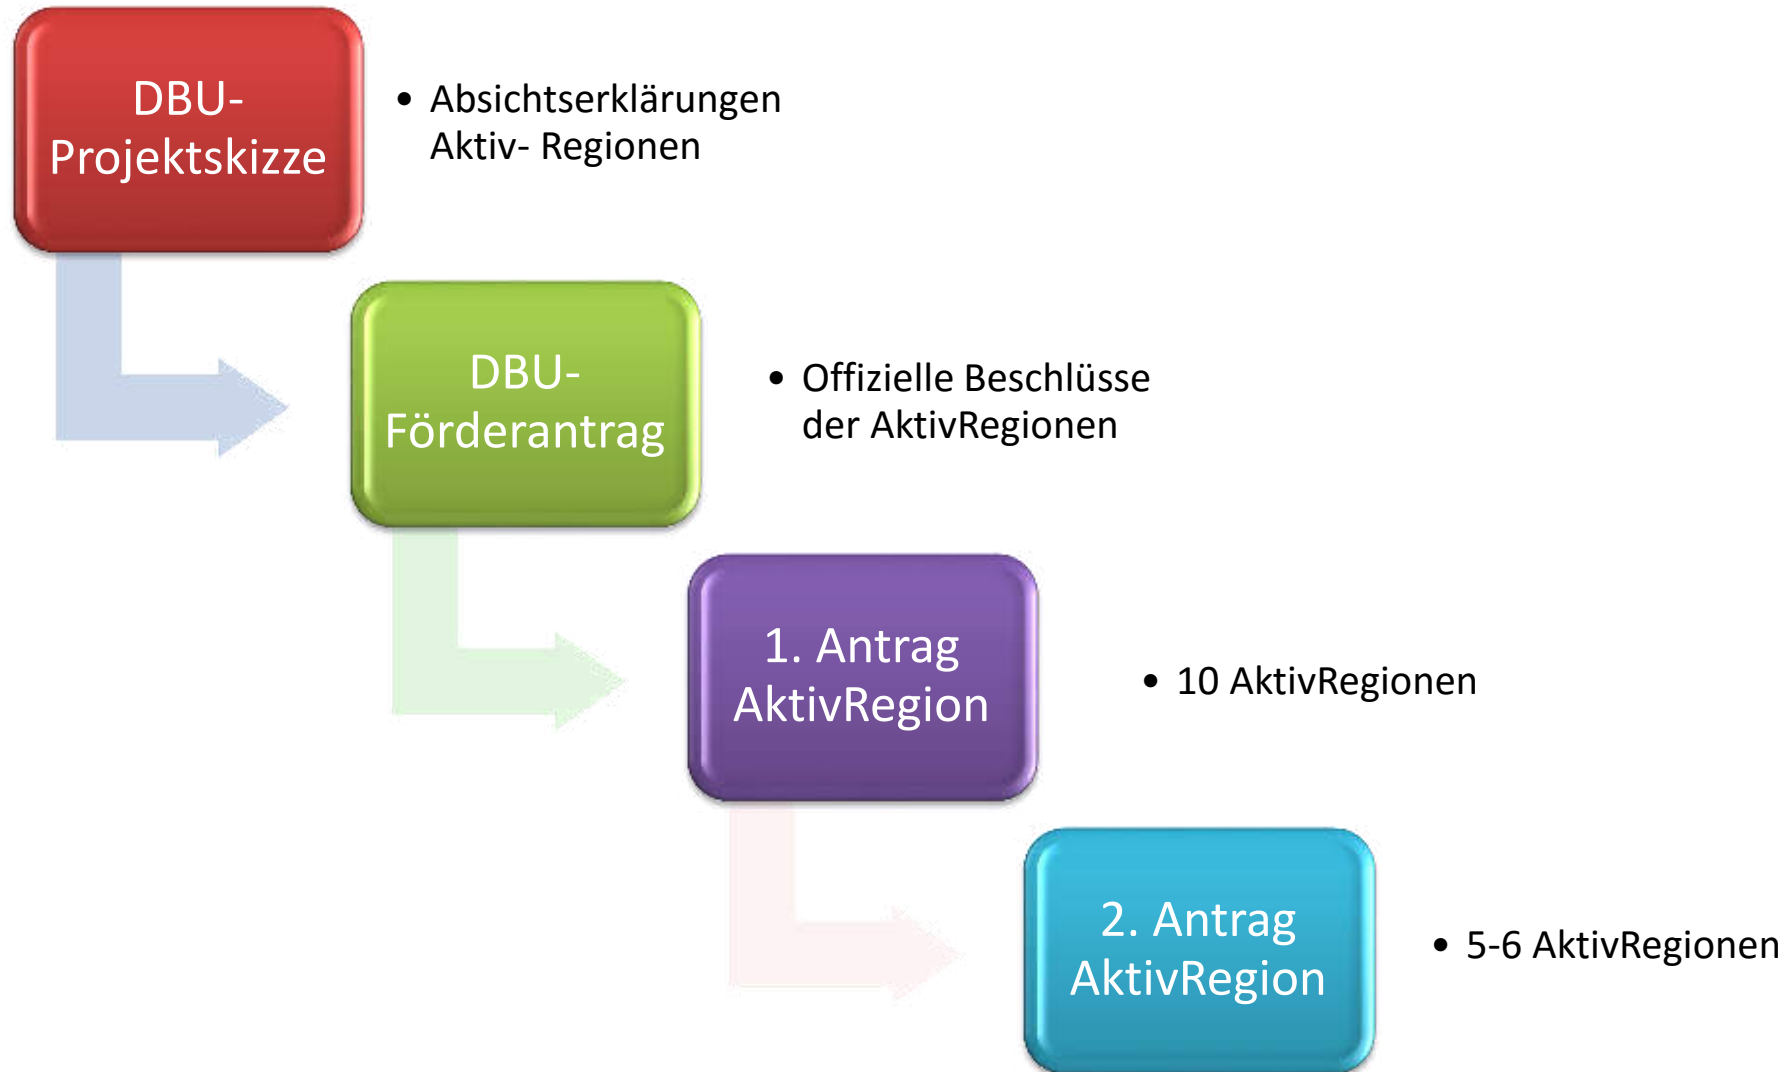 DBU-
Projektskizze
• Absichtserklärungen
Aktiv- Regionen
DBU-
Förderantrag
• Offizielle Beschlüsse
der AktivRegionen
1. Antrag
AktivRegion
• 10 AktivRegionen
2. Antrag
AktivRegion
• 5-6 AktivRegionen